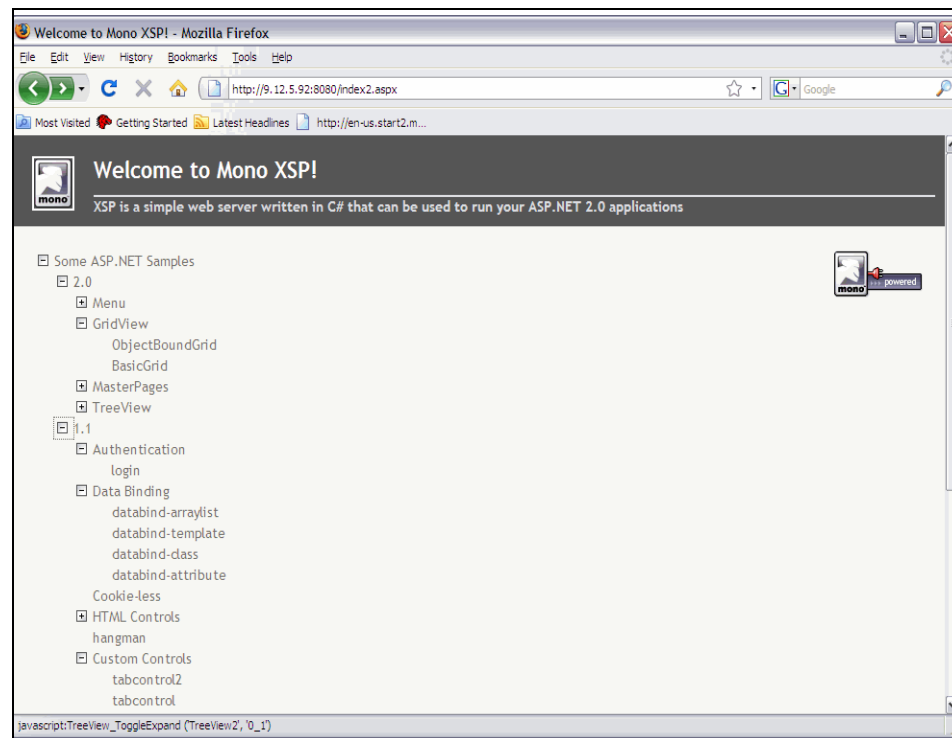 Welcome to Mono XSP! - Mozilla Firefox
File Edit View History Bookmarks Tools Help
http://9.12.5.92:8080/index2.aspx
Google
Most Visited Getting Started Latest Headlines http://en-us.start2.m...
Welcome to Mono XSP!
mono
XSP is a simple web server written in C# that can be used to run your ASP.NET 2.0 applications
Some ASP.NET Samples
mono ... powered
2.0
Menu
GridView
ObjectBoundGrid
BasicGrid
MasterPages
TreeView
1.1
Authentication
login
Data Binding
databind-arraylist
databind-template
databind-class
databind-attribute
Cookie-less
HTML Controls
hangman
Custom Controls
tabcontrol2
tabcontrol
javascript:TreeView_ToggleExpand ('TreeView2', '0_1')